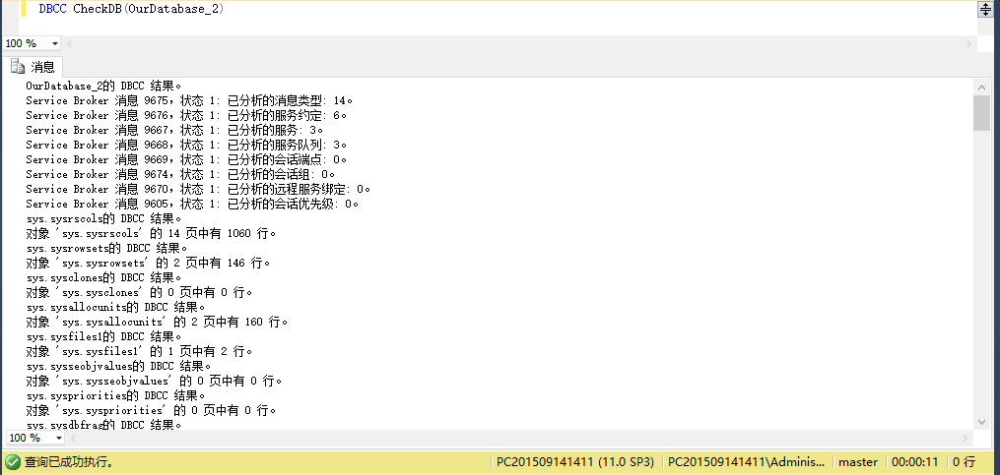 DBCC CheckDB(OurDatabase_2)
100 %
消息
OurDatabase_2的 DBCC 结果。
Service Broker 消息 9675，状态 1: 已分析的消息类型: 14。
Service Broker 消息 9676，状态 1: 已分析的服务约定: 6。
Service Broker 消息 9667，状态 1: 已分析的服务: 3。
Service Broker 消息 9668，状态 1: 已分析的服务队列: 3。
Service Broker 消息 9669，状态 1: 已分析的会话端点: 0。
Service Broker 消息 9674，状态 1: 已分析的会话组: 0。
Service Broker 消息 9670，状态 1: 已分析的远程服务绑定: 0。
Service Broker 消息 9605，状态 1: 已分析的会话优先级: 0。
sys.sysrscols的 DBCC 结果。
对象 'sys.sysrscols' 的 14 页中有 1060 行。
sys.sysrowsets的 DBCC 结果。
对象 'sys.sysrowsets' 的 2 页中有 146 行。
sys.sysclones的 DBCC 结果。
对象 'sys.sysclones' 的 0 页中有 0 行。
sys.sysallocunits的 DBCC 结果。
对象 'sys.sysallocunits' 的 2 页中有 160 行。
sys.sysfiles1的 DBCC 结果。
对象 'sys.sysfiles1' 的 1 页中有 2 行。
sys.sysseobjvalues的 DBCC 结果。
对象 'sys.sysseobjvalues' 的 0 页中有 0 行。
sys.syspriorities的 DBCC 结果。
对象 'sys.syspriorities' 的 0 页中有 0 行。
sys.sysdbfrag的 DBCC 结果。
100 %
查询已成功执行。 PC201509141411 (11.0 SP3) PC201509141411\Adminis... master 00:00:11 0 行